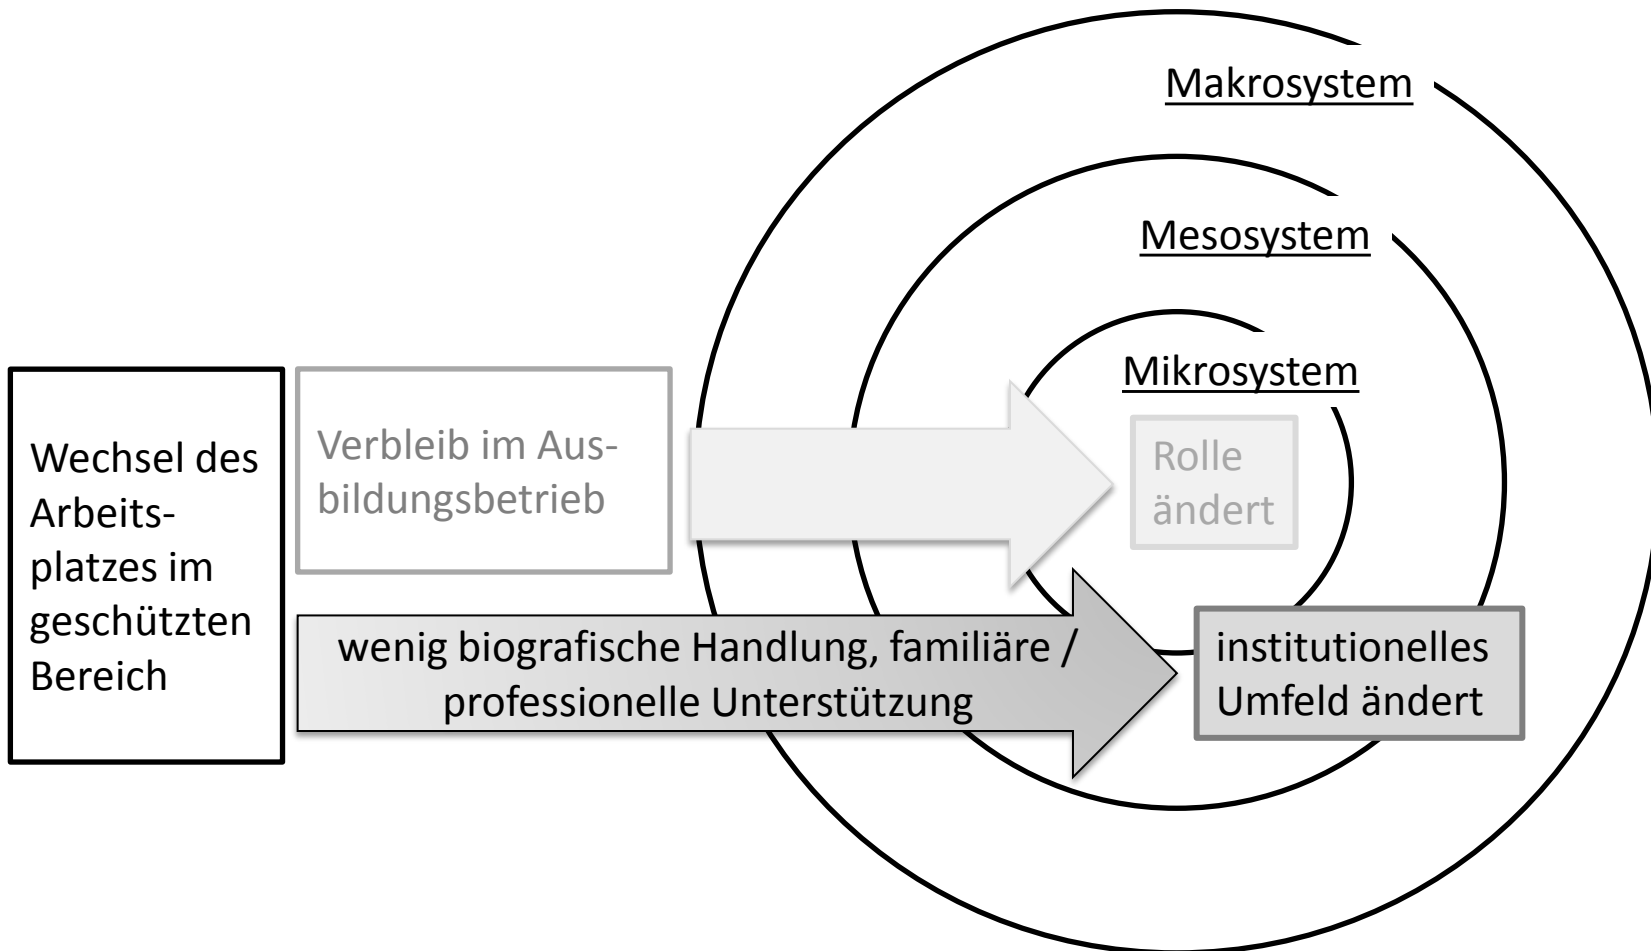 Makrosystem
Mesosystem
Mikrosystem
Wechsel des
Arbeits-
platzes im
geschützten
Bereich
Verbleib im Aus-
bildungsbetrieb
Rolle
ändert
wenig biografische Handlung, familiäre /
professionelle Unterstützung
institutionelles
Umfeld ändert